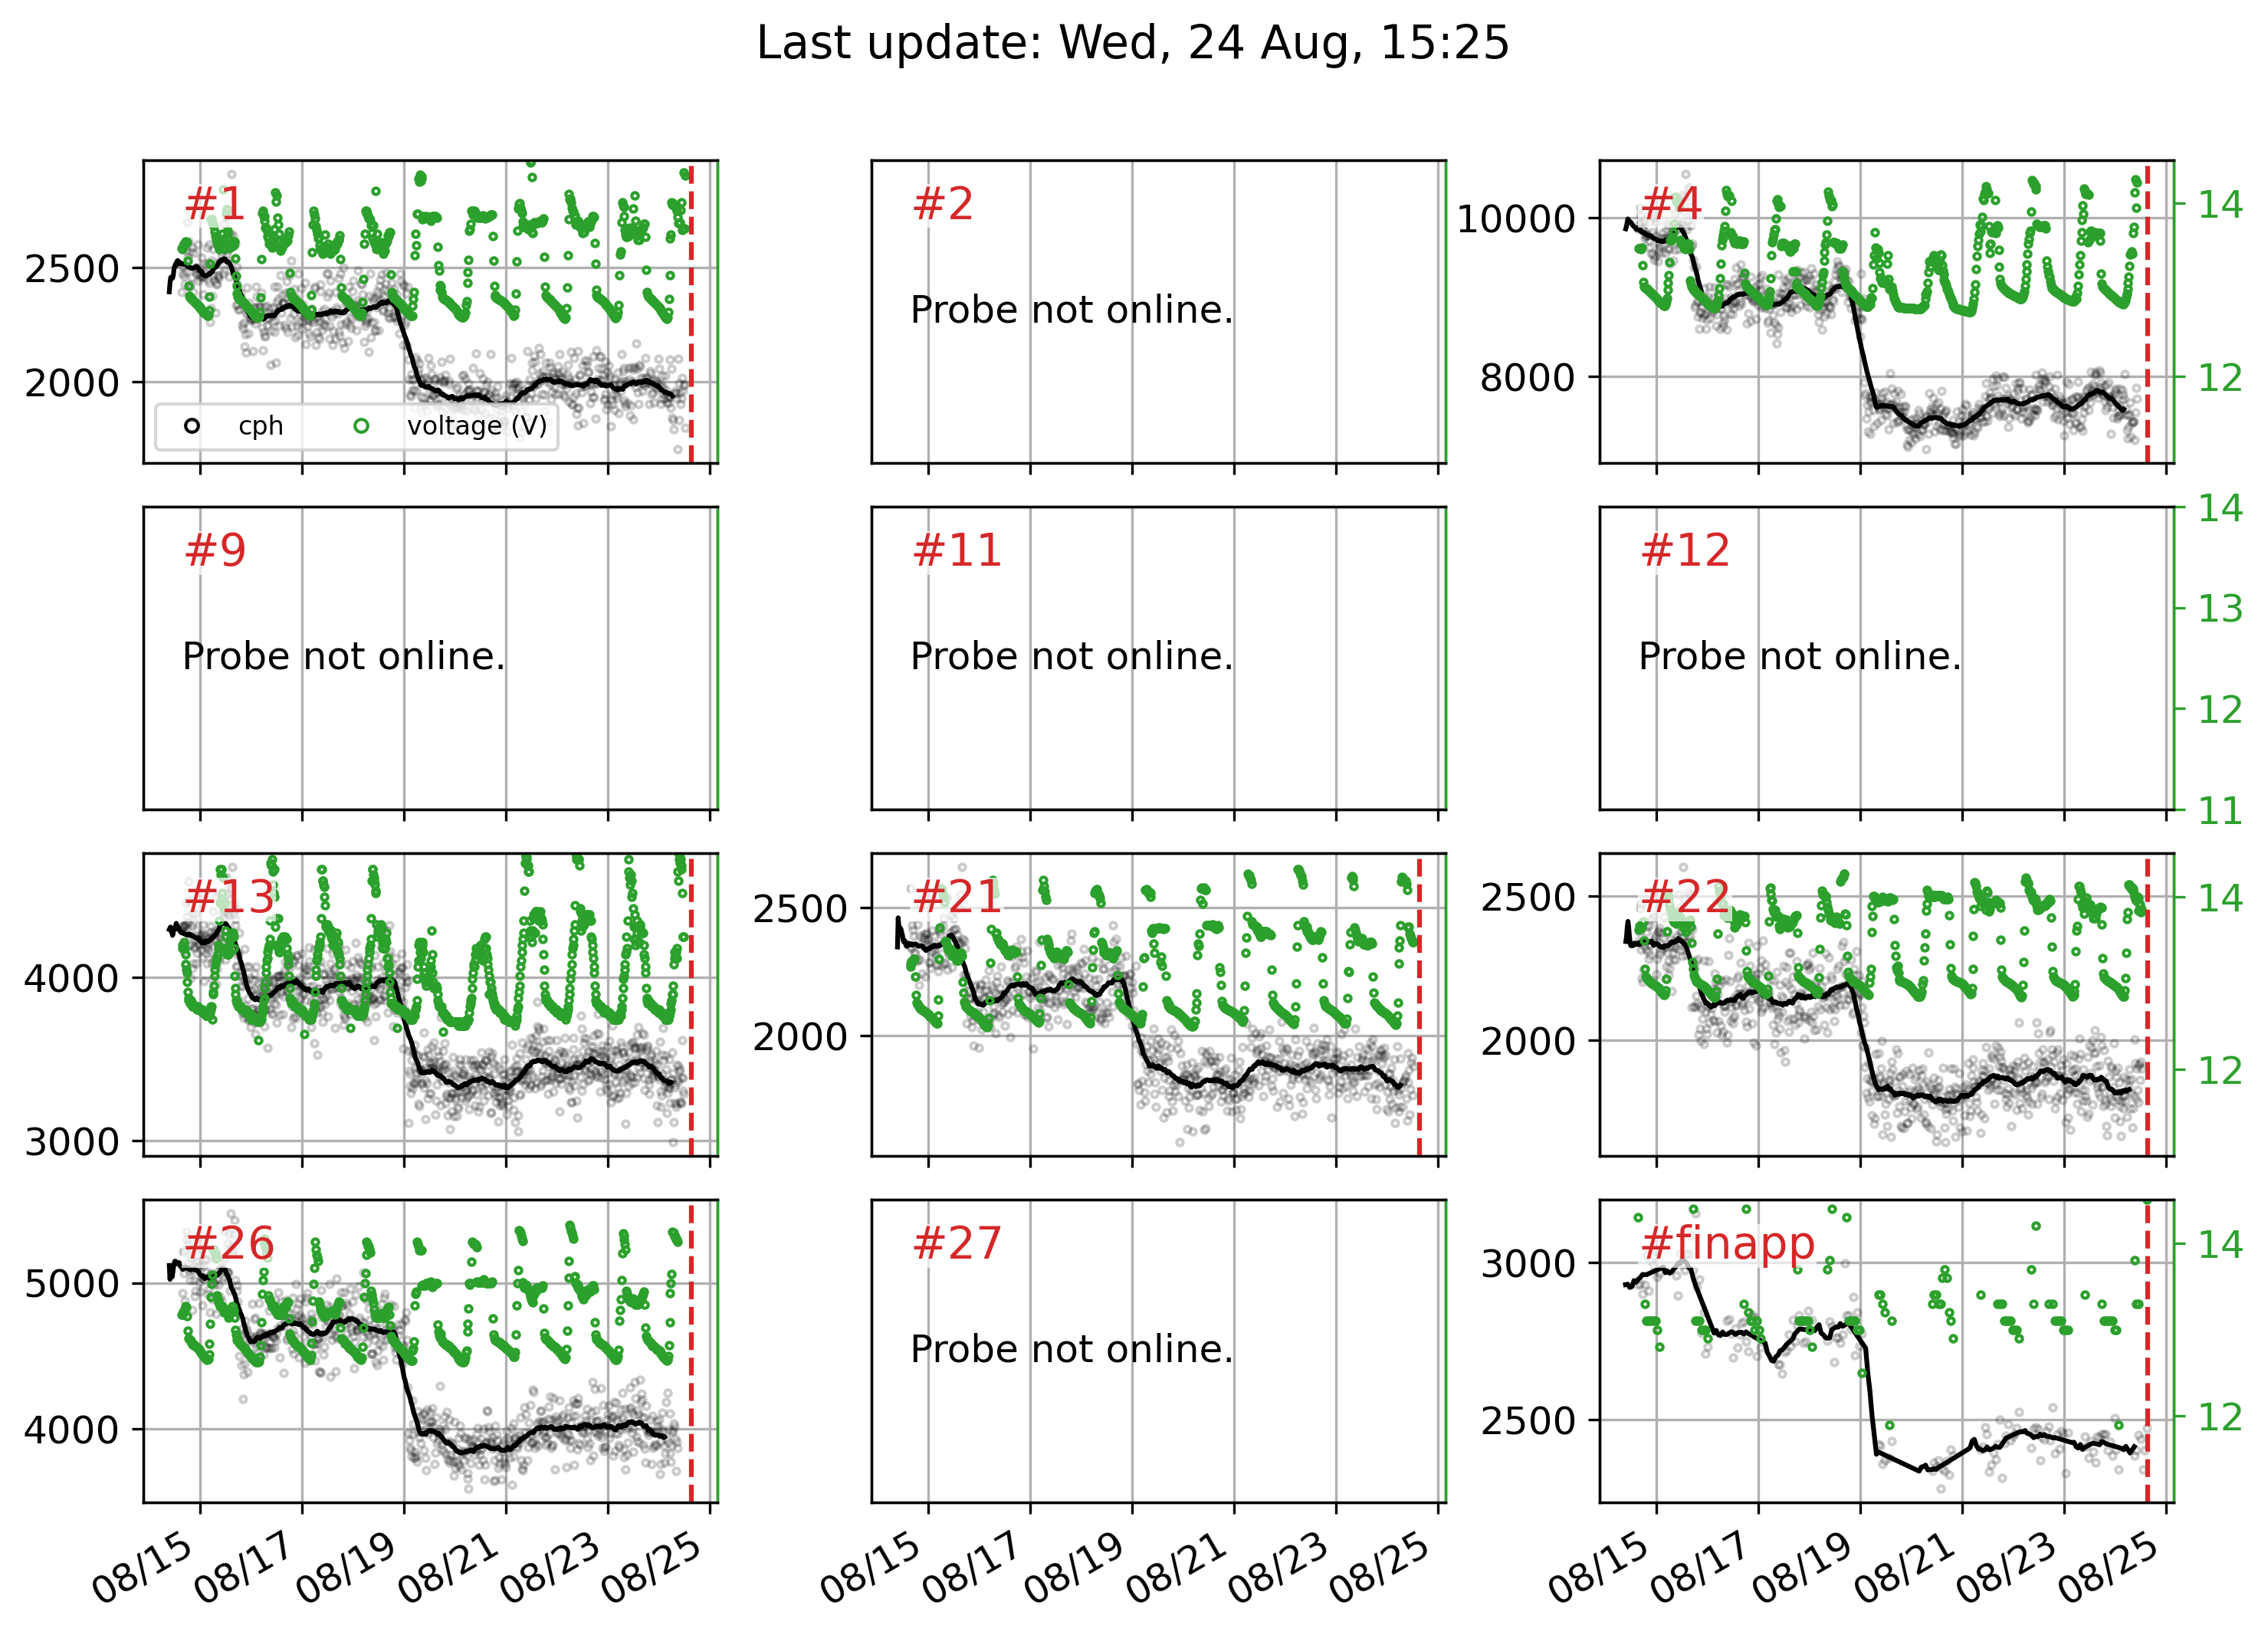 Last update: Wed, 24 Aug, 15:25
#1
2500
2000
cph
voltage (V)
#2
Probe not online.
#4
10000
8000
14
12
#9
Probe not online.
#11
Probe not online.
#12
Probe not online.
14
13
12
11
#13
4000
3000
#21
2500
2000
#22
2500
2000
14
12
#26
5000
4000
#27
Probe not online.
#finapp
3000
2500
14
12
08/15 08/17 08/19 08/21 08/23 08/25
08/15 08/17 08/19 08/21 08/23 08/25
08/15 08/17 08/19 08/21 08/23 08/25